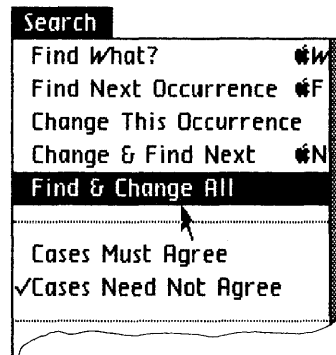 Search
Find What? W
Find Next Occurrence F
Change This Occurrence
Change & Find Next N
Find & Change All
Cases Must Agree
✓Cases Need Not Agree